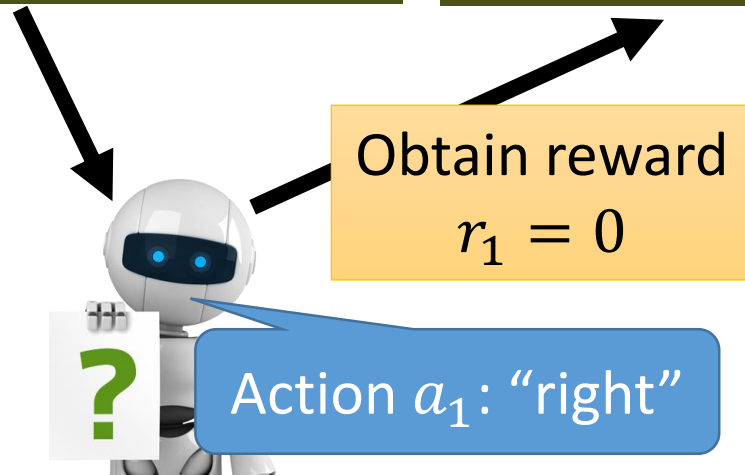 Obtain reward
r₁ = 0
?
Action a₁: “right”